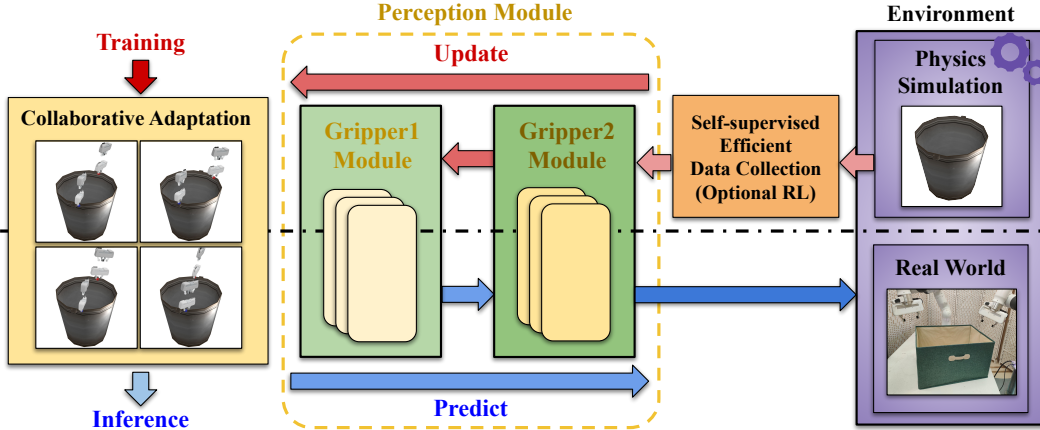 Perception Module
Environment
Training
Update
Physics
Simulation
Collaborative Adaptation
Gripper1
Module
Gripper2
Module
Self-supervised
Efficient
Data Collection
(Optional RL)
Real World
Predict
Inference